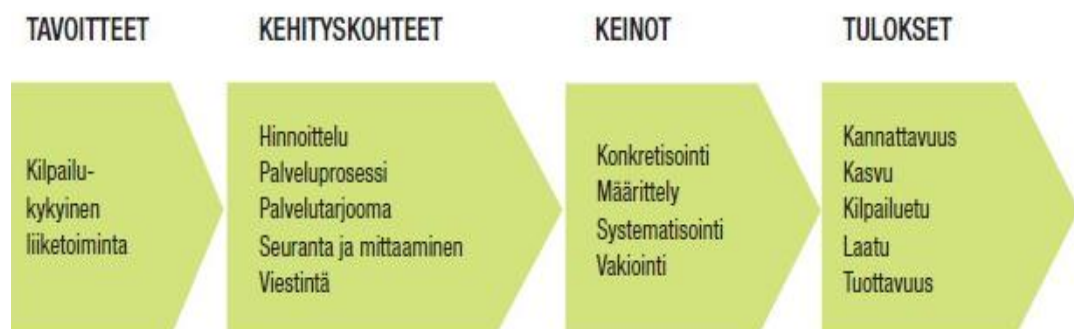 TAVOITTEET
Kilpailu-
kykyinen
liiketoiminta
KEHITYSKOHTEET
Hinnoittelu
Palveluprosessi
Palvelutarjooma
Seuranta ja mittaaminen
Viestintä
KEINOT
Konkretisointi
Määrittely
Systematisointi
Vakiointi
TULOKSET
Kannattavuus
Kasvu
Kilpailuetu
Laatu
Tuottavuus